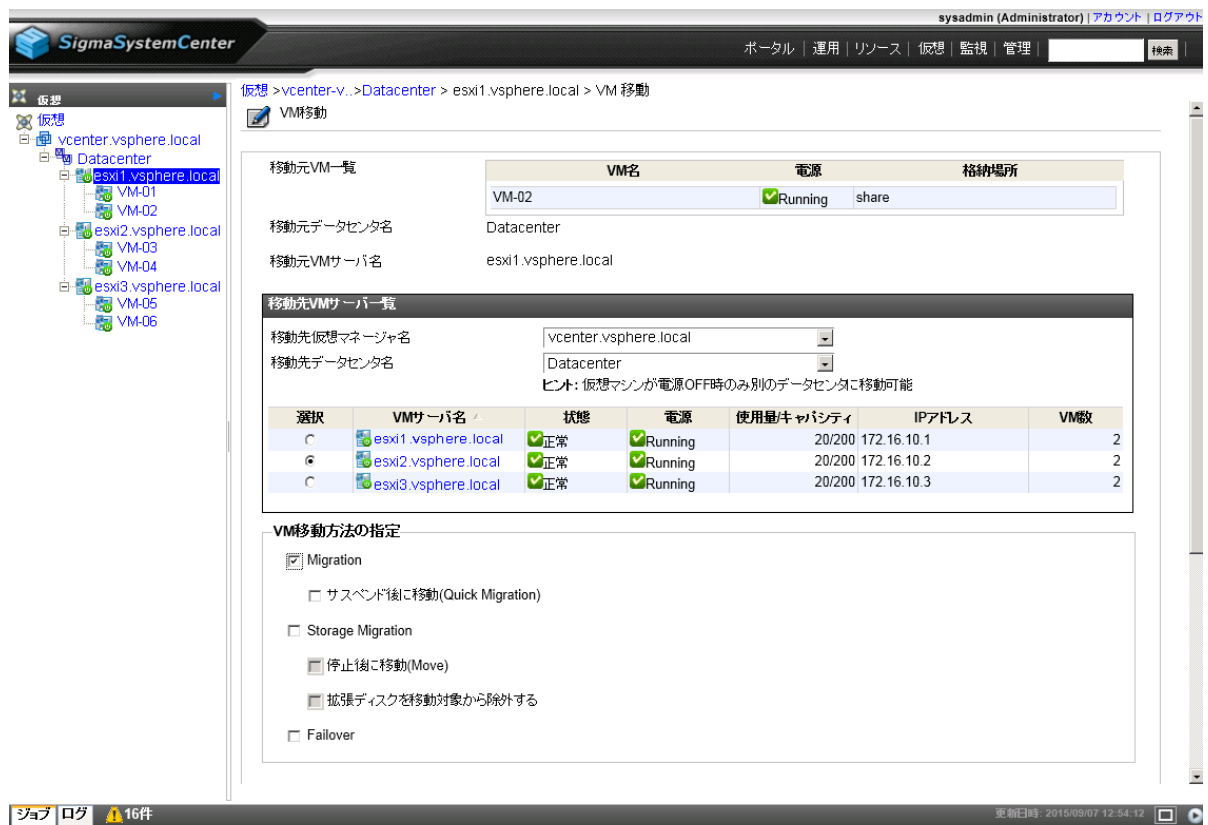 sysadmin (Administrator) | アカウント | ログアウト
SigmaSystemCenter
ポータル | 運用 | リソース | 仮想 | 監視 | 管理 | 検索 |
仮想
仮想
vcenter.vsphere.local
Datacenter
esxi1.vsphere.local
VM-01
VM-02
esxi2.vsphere.local
VM-03
VM-04
esxi3.vsphere.local
VM-05
VM-06
仮想 >vcenter-v..>Datacenter > esxi1.vsphere.local > VM 移動
VM移動
移動元VM一覧
VM名 電源 格納場所
VM-02 Running share
移動元データセンタ名 Datacenter
移動元VMサーバ名 esxi1.vsphere.local
移動先VMサーバ一覧
移動先仮想マネージャ名 vcenter.vsphere.local
移動先データセンタ名 Datacenter
ヒント: 仮想マシンが電源OFF時のみ別のデータセンタに移動可能
選択 VMサーバ名 状態 電源 使用量/キャパシティ IPアドレス VM数
esxi1.vsphere.local 正常 Running 20/200 172.16.10.1 2
esxi2.vsphere.local 正常 Running 20/200 172.16.10.2 2
esxi3.vsphere.local 正常 Running 20/200 172.16.10.3 2
VM移動方法の指定
Migration
サスペンド後に移動(Quick Migration)
Storage Migration
停止後に移動(Move)
拡張ディスクを移動対象から除外する
Failover
ジョブ ログ 16件 更新日時: 2015/09/07 12:54:12